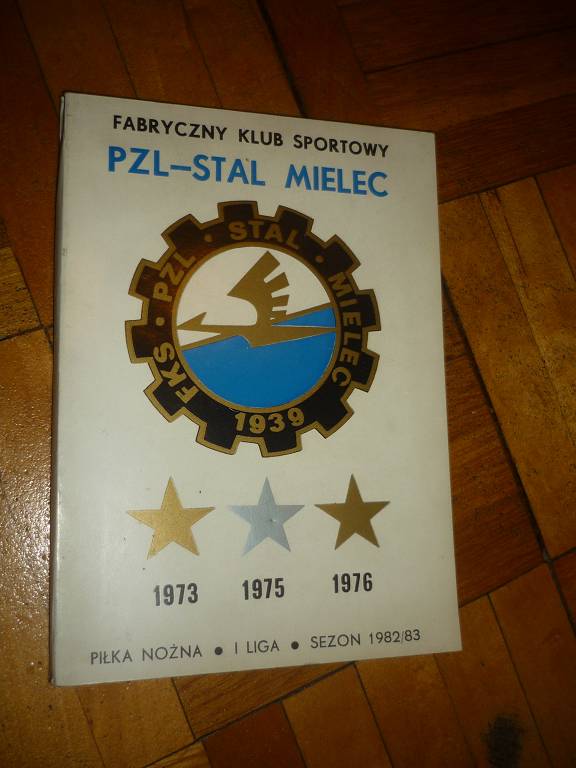 FABRYCZNY KLUB SPORTOWY
PZL–STAL MIELEC
FKS • PZL • STAL • MIELEC
1939
1973 1975 1976
PIŁKA NOŻNA • I LIGA • SEZON 1982/83